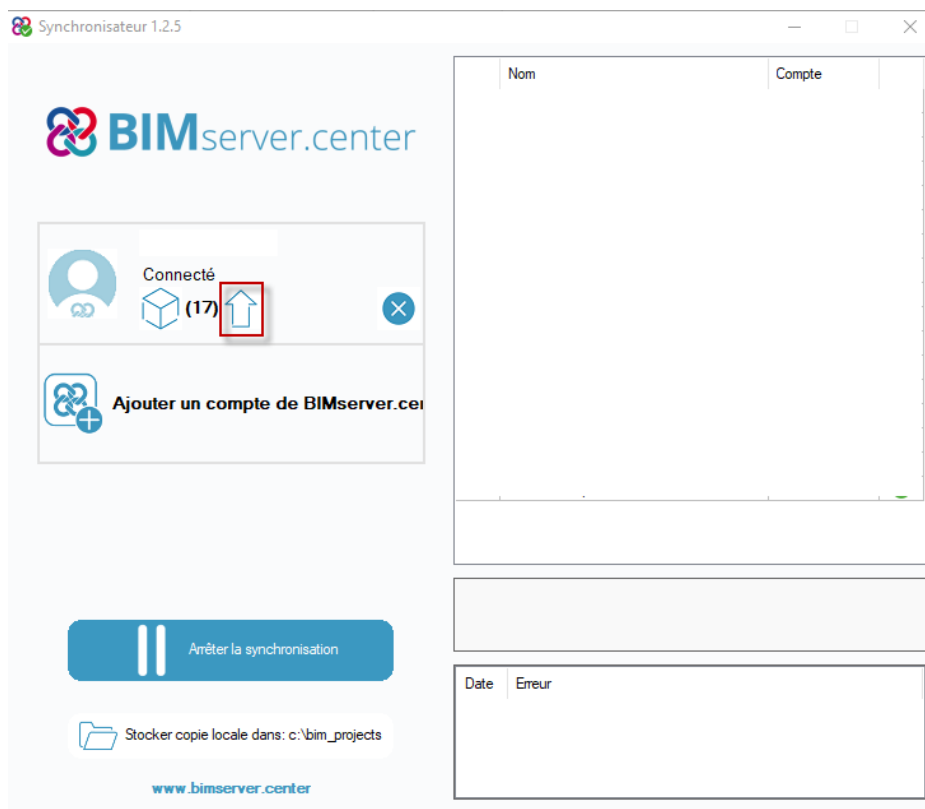 Synchronisateur 1.2.5
BIMserver.center
Connecté
(17)
Ajouter un compte de BIMserver.cei
Arrêter la synchronisation
Stocker copie locale dans: c:\bim_projects
www.bimserver.center
Nom Compte
Date Erreur